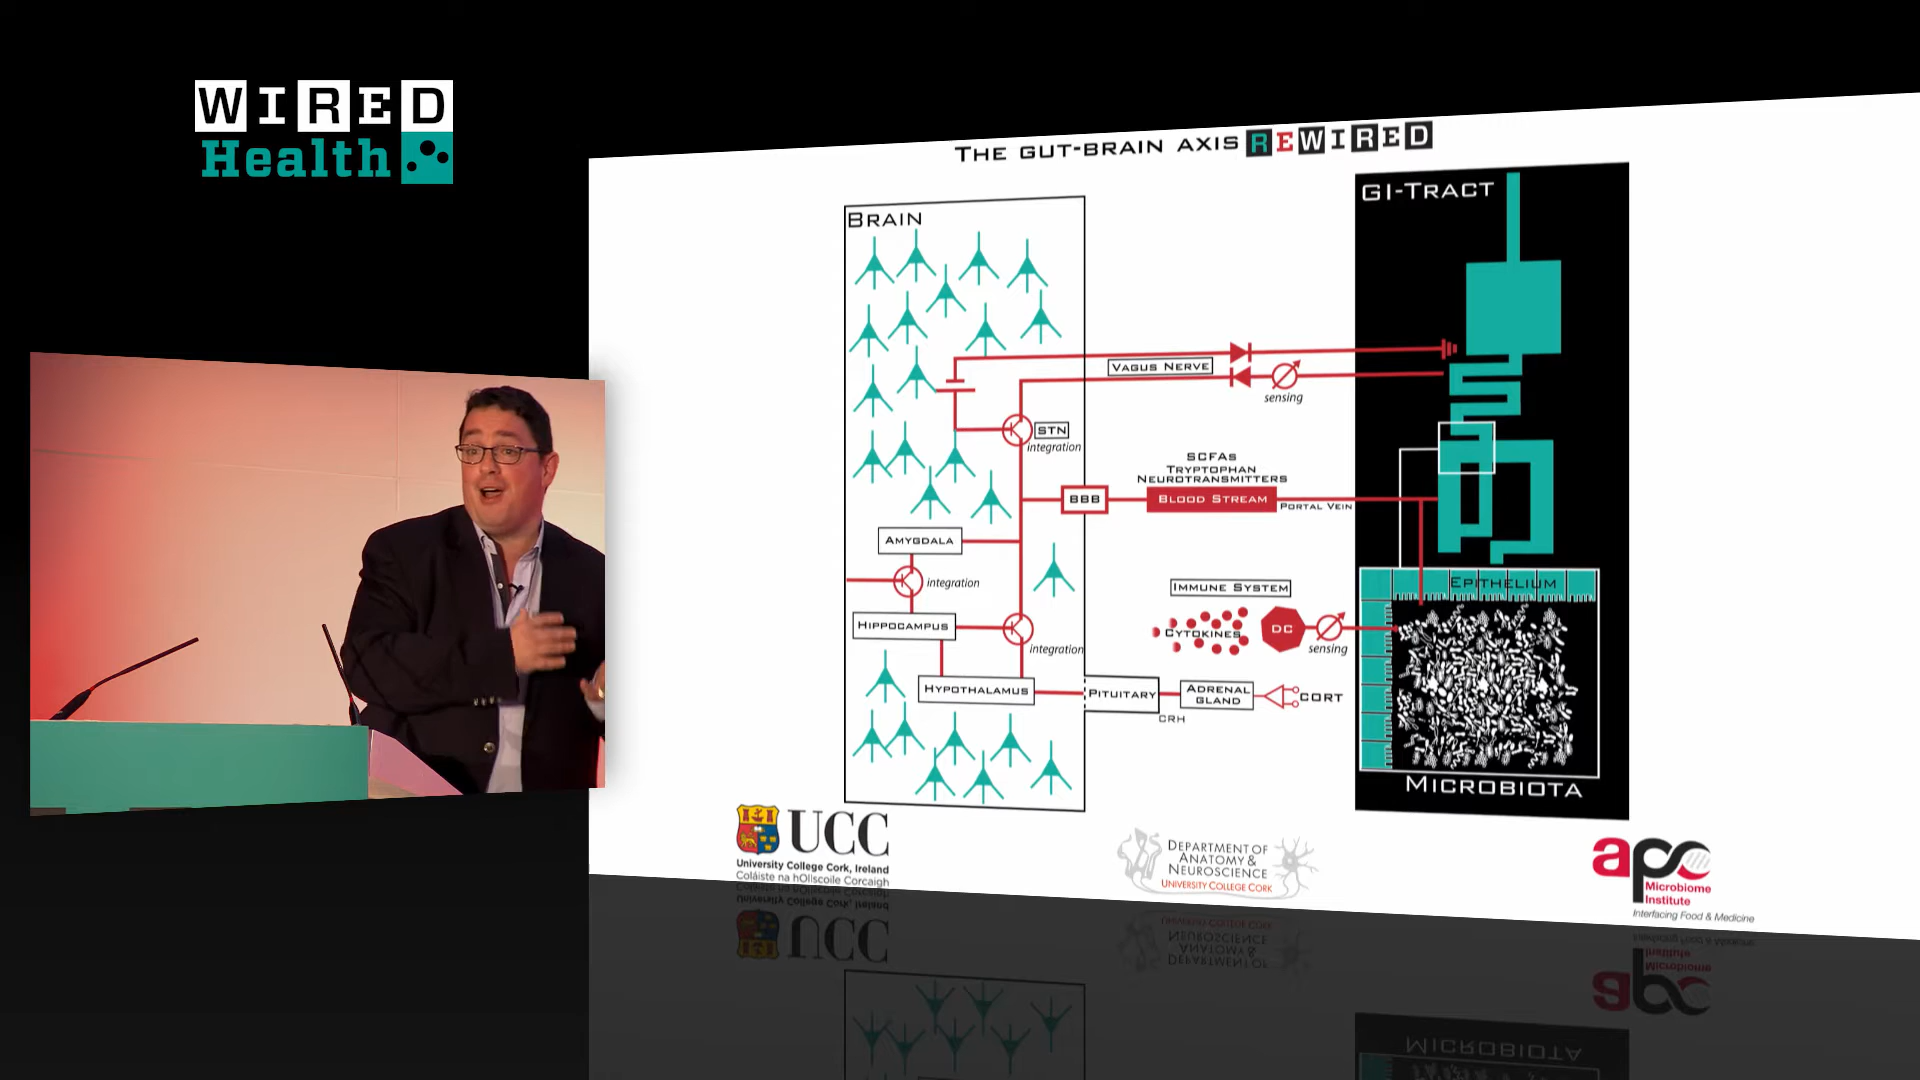 WIRED
Health
THE GUT-BRAIN AXIS REWIRED
BRAIN
GI-TRACT
VAGUS NERVE
sensing
STN
integration
SCFAs
TRYPTOPHAN
NEUROTRANSMITTERS
BBB
BLOOD STREAM
PORTAL VEIN
AMYGDALA
integration
IMMUNE SYSTEM
EPITHELIUM
HIPPOCAMPUS
integration
CYTOKINES
DC
sensing
HYPOTHALAMUS
PITUITARY
CRH
ADRENAL
GLAND
CORT
MICROBIOTA
UCC
University College Cork, Ireland
Coláiste na hOllscoile Corcaigh
DEPARTMENT OF
ANATOMY &
NEUROSCIENCE
UNIVERSITY COLLEGE CORK
apc
Microbiome
Institute
Interfacing Food & Medicine